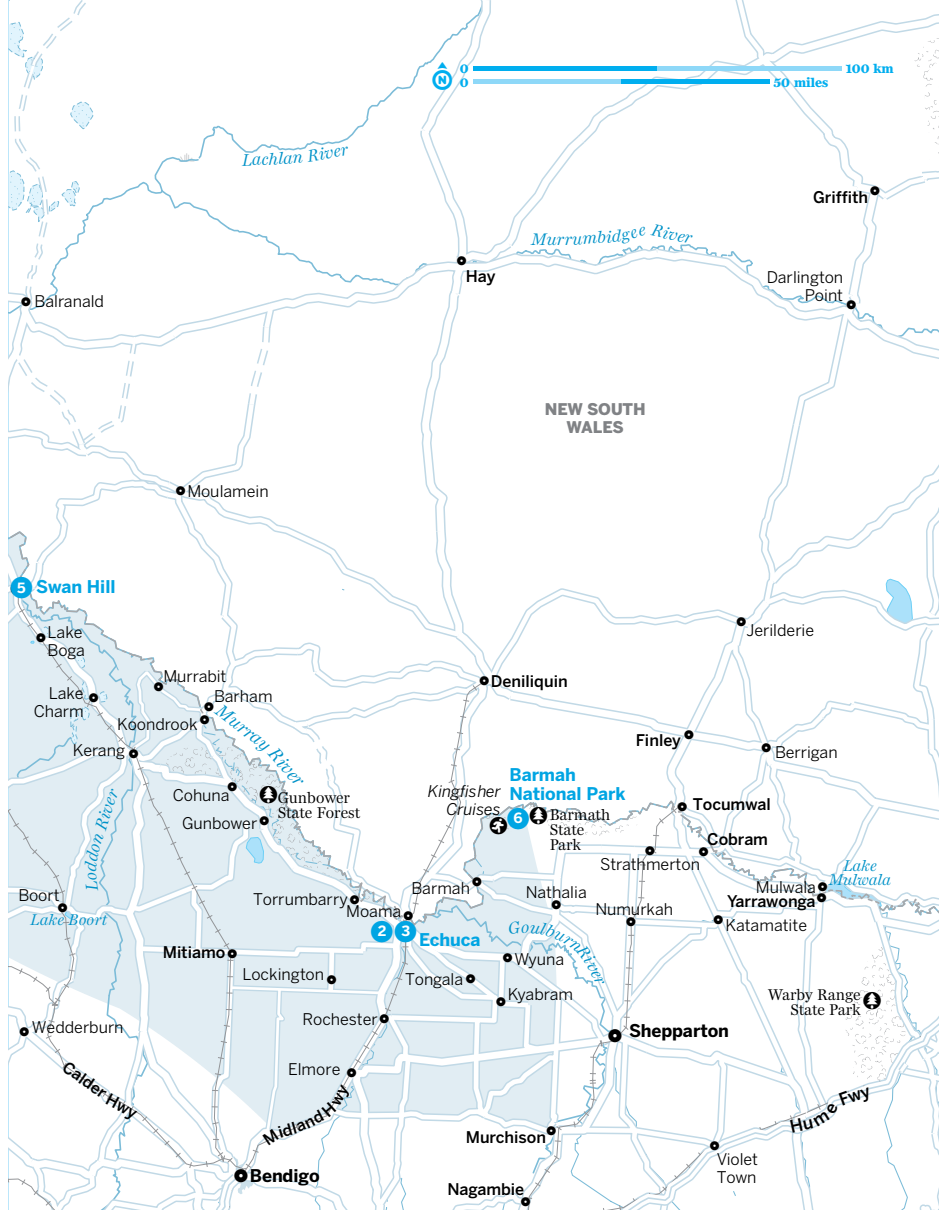 0
100 km
N
0
50 miles
Lachlan River
Griffith
Murrumbidgee River
Hay
Darlington
Point
Balranald
NEW SOUTH
WALES
Moulamein
5 Swan Hill
Lake
Boga
Jerilderie
Murrabit
Deniliquin
Lake
Charm
Barham
Koondrook
Murray River
Finley
Kerang
Berrigan
Barmah
National Park
Kingfisher
Cruises
6
Cohuna
Gunbower
State Forest
Tocumwal
Barmath
State
Park
Gunbower
Loddon River
Cobram
Strathmerton
Lake
Mulwala
Barmah
Mulwala
Boort
Nathalia
Yarrawonga
Torrumbarry
Moama
Numurkah
Lake Boort
Katamatite
2 3 Echuca
Goulburn River
Mitiamo
Wyuna
Lockington
Tongala
Kyabram
Warby Range
State Park
Rochester
Wedderburn
Shepparton
Elmore
Calder Hwy
Midland Hwy
Hume Fwy
Murchison
Violet
Town
Bendigo
Nagambie